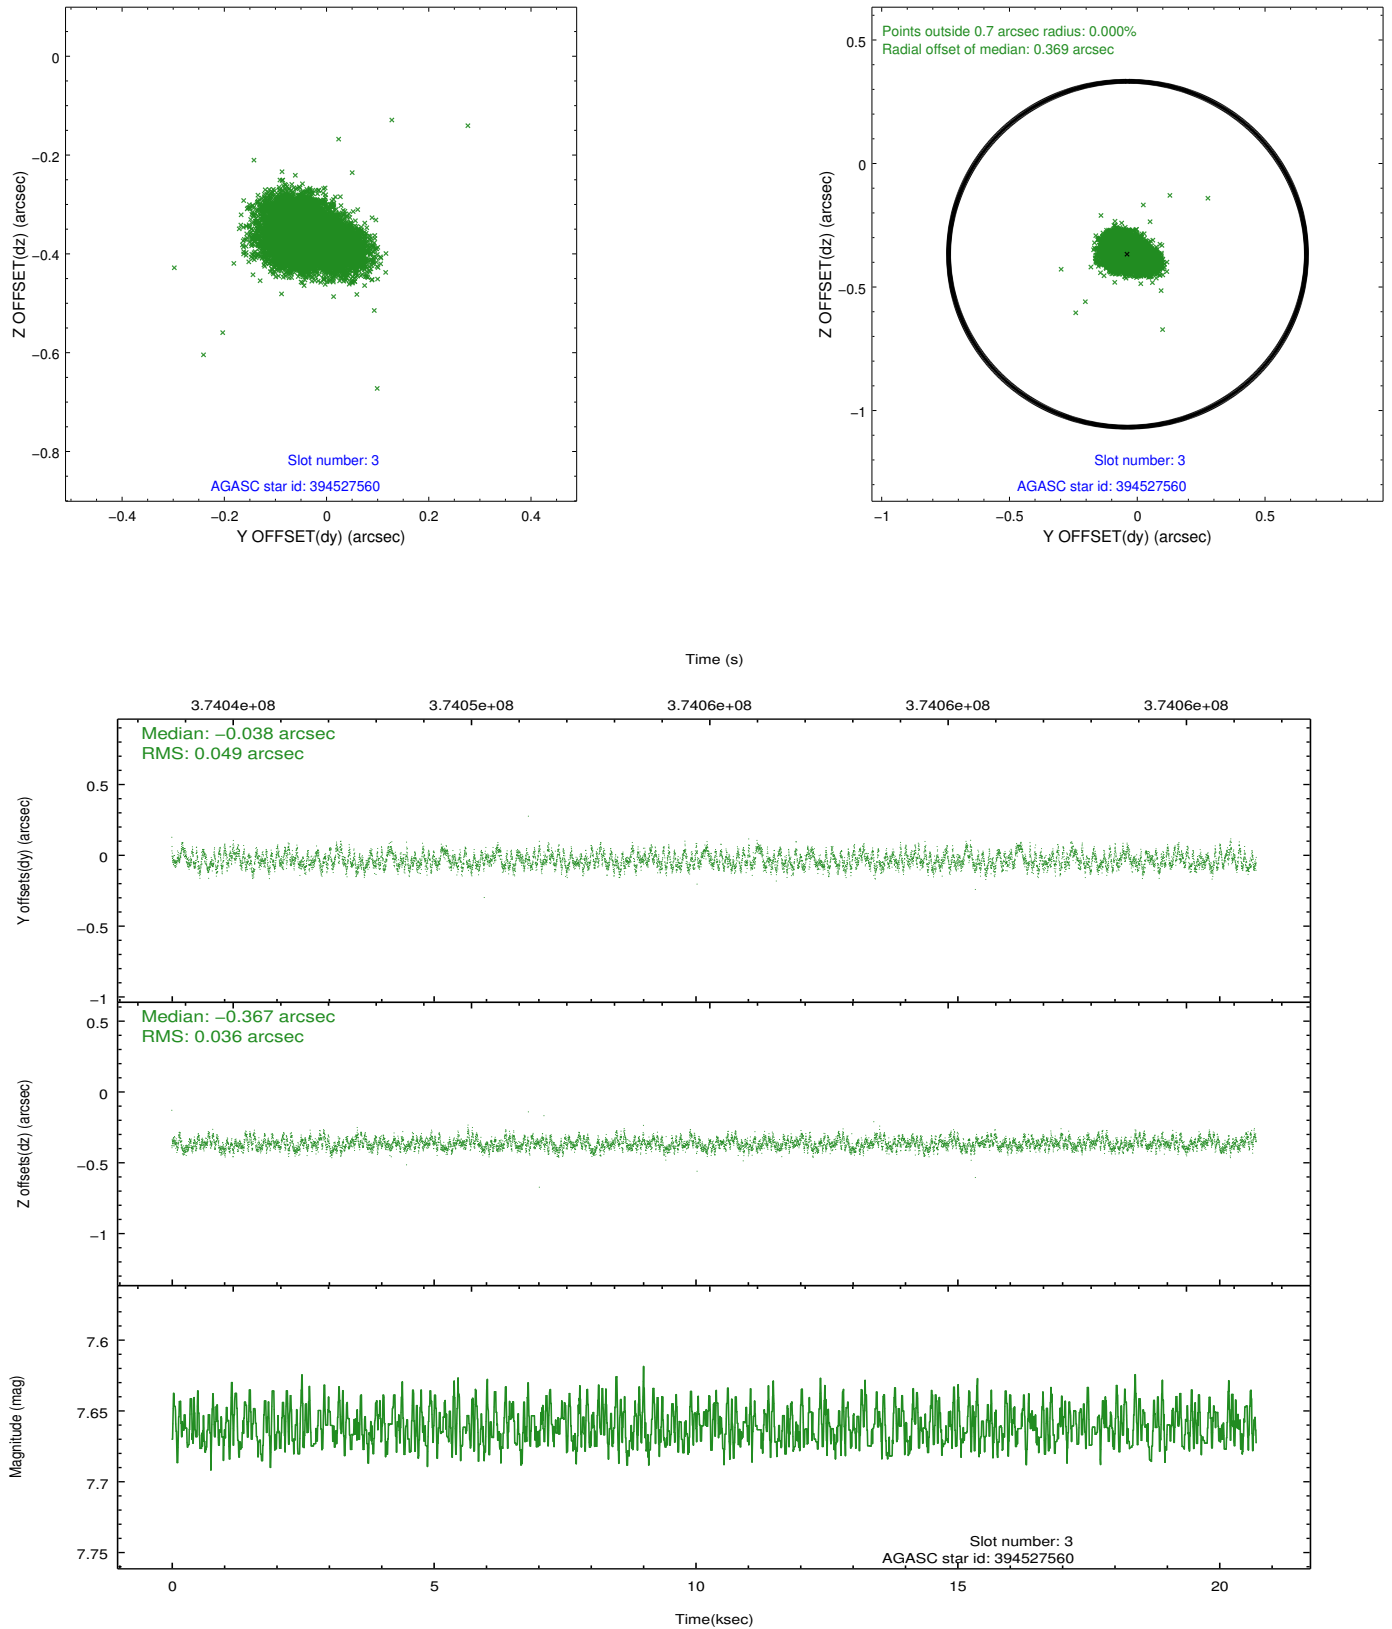 0
−0.2
−0.4
−0.6
−0.8
Z OFFSET(dz) (arcsec)
Slot number: 3
AGASC star id: 394527560
−0.4
−0.2
0
0.2
0.4
Y OFFSET(dy) (arcsec)
Points outside 0.7 arcsec radius: 0.000%
Radial offset of median: 0.369 arcsec
0.5
0
−0.5
−1
Z OFFSET(dz) (arcsec)
Slot number: 3
AGASC star id: 394527560
−1
−0.5
0
0.5
Y OFFSET(dy) (arcsec)
Time (s)
3.7404e+08
3.7405e+08
3.7406e+08
3.7406e+08
3.7406e+08
Median: −0.038 arcsec
RMS: 0.049 arcsec
0.5
0
−0.5
−1
Y offsets(dy) (arcsec)
Median: −0.367 arcsec
RMS: 0.036 arcsec
0.5
0
−0.5
−1
Z offsets(dz) (arcsec)
7.6
7.65
7.7
7.75
Magnitude (mag)
Slot number: 3
AGASC star id: 394527560
0
5
10
15
20
Time(ksec)